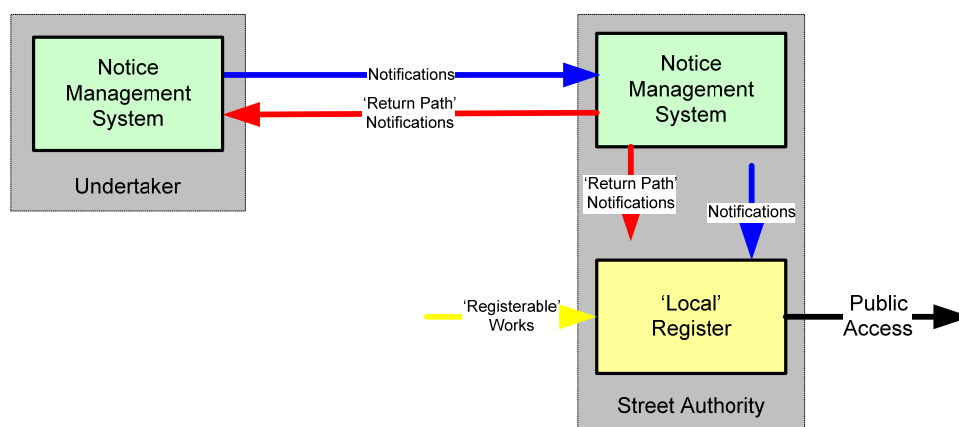 Notice
Management
System
Undertaker
Notifications
‘Return Path’
Notifications
Notice
Management
System
‘Return Path’
Notifications
Notifications
‘Registerable’
Works
‘Local’
Register
Public
Access
Street Authority